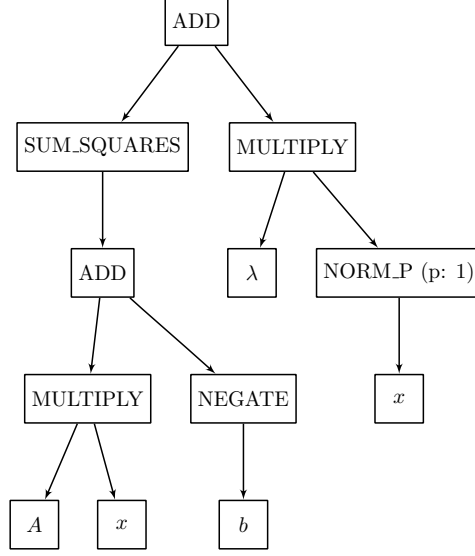 ADD
SUM_SQUARES MULTIPLY
ADD λ NORM_P (p: 1)
MULTIPLY NEGATE x
A x b